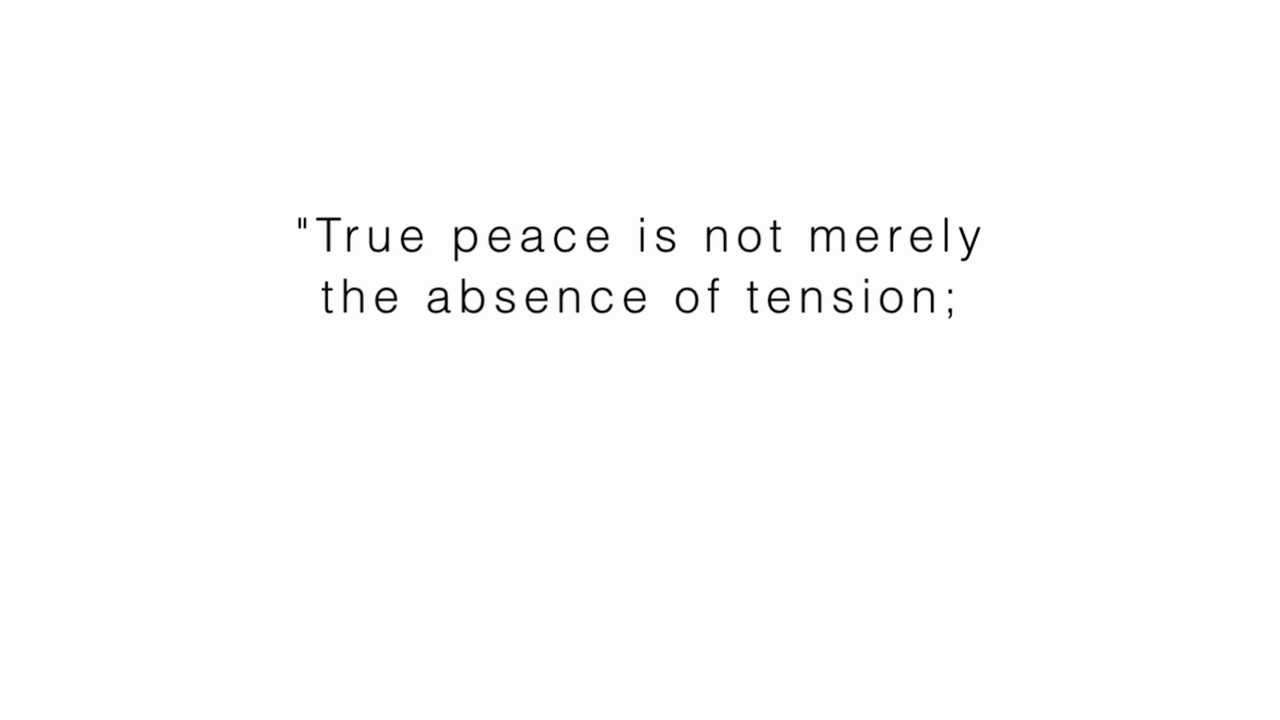 "True peace is not merely
the absence of tension;